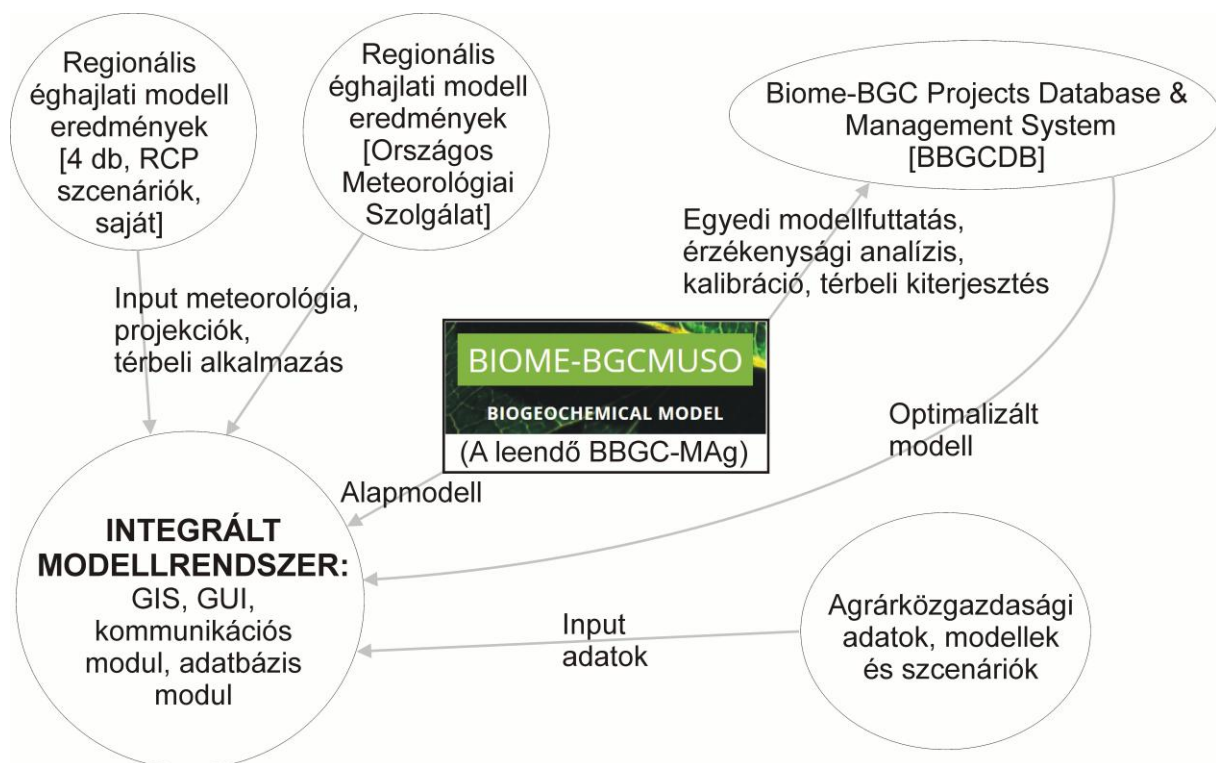 Regionális
éghajlati modell
eredmények
[4 db, RCP
szcenáriók,
saját]
Regionális
éghajlati modell
eredmények
[Országos
Meteorológiai
Szolgálat]
Biome-BGC Projects Database &
Management System
[BBGCDB]
Egyedi modellfuttatás,
érzékenysági analízis,
kalibráció, térbeli kiterjesztés
Input meteorológia,
projekciók,
térbeli alkalmazás
BIOME-BGCMUSO
BIOGEOCHEMICAL MODEL
(A leendő BBGC-MAg)
Optimalizált
modell
Alapmodell
INTEGRÁLT
MODELLRENDSZER:
GIS, GUI,
kommunikációs
modul, adatbázis
modul
Input
adatok
Agrárközgazdasági
adatok, modellek
és szcenáriók